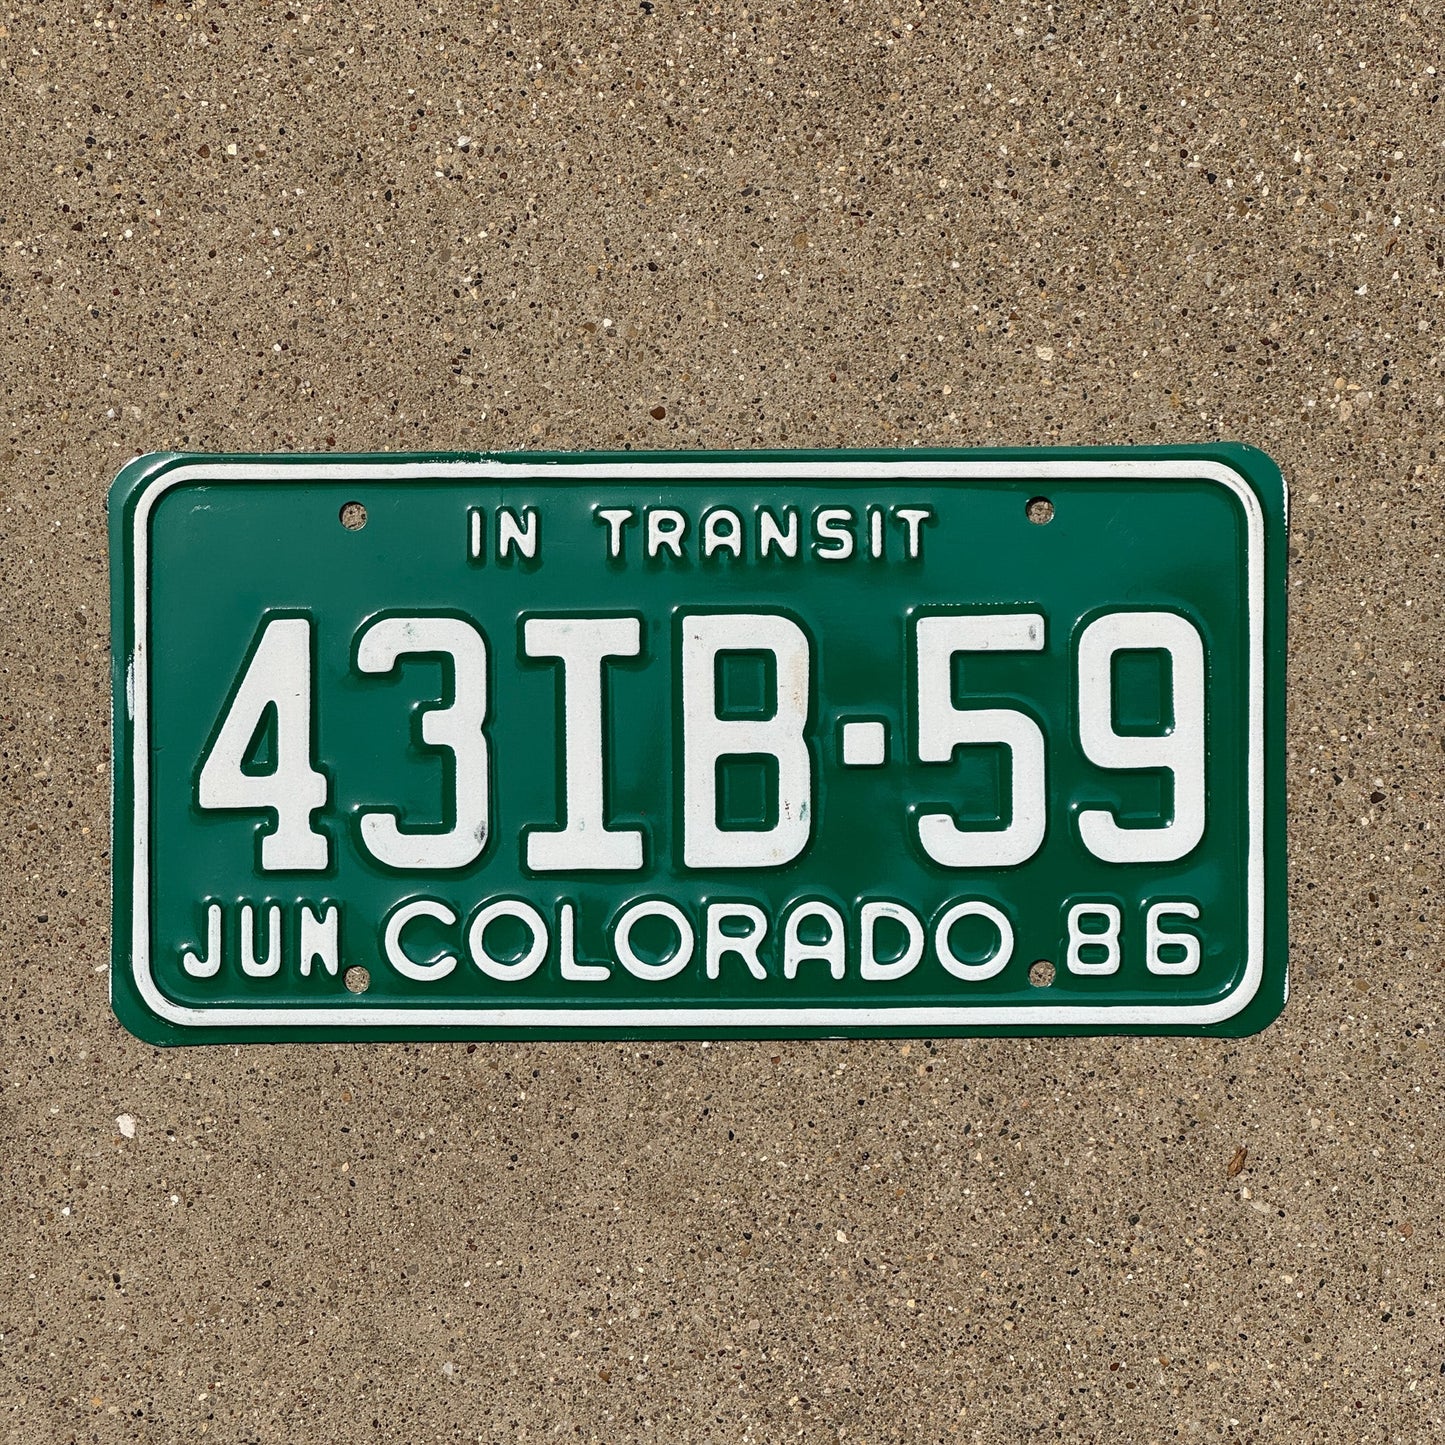 IN TRANSIT
43IB-59
JUN COLORADO 86